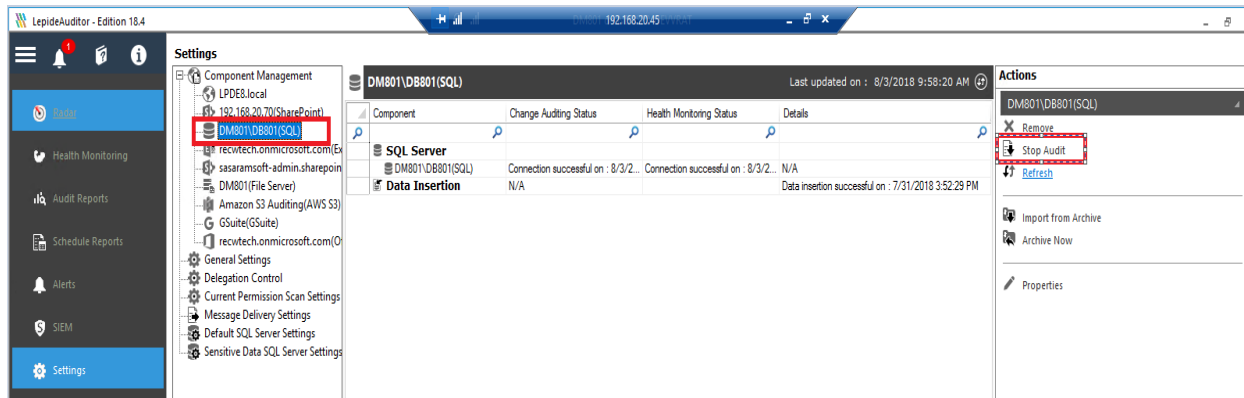 LepideAuditor - Edition 18.4
192.168.20.45
1
Settings
Radar
Health Monitoring
Audit Reports
Schedule Reports
Alerts
SIEM
Settings
Component Management
LPDE8.local
192.168.20.70(SharePoint)
DM801\DB801(SQL)
recwtech.onmicrosoft.com(Ex
sasaramsoft-admin.sharepoin
DM801(File Server)
Amazon S3 Auditing(AWS S3)
GSuite(GSuite)
recwtech.onmicrosoft.com(O
General Settings
Delegation Control
Current Permission Scan Settings
Message Delivery Settings
Default SQL Server Settings
Sensitive Data SQL Server Settings
DM801\DB801(SQL) Last updated on : 8/3/2018 9:58:20 AM
Component Change Auditing Status Health Monitoring Status Details
SQL Server
DM801\DB801(SQL) Connection successful on : 8/3/2... Connection successful on : 8/3/2... N/A
Data Insertion N/A Data insertion successful on : 7/31/2018 3:52:29 PM
Actions
DM801\DB801(SQL)
Remove
Stop Audit
Refresh
Import from Archive
Archive Now
Properties